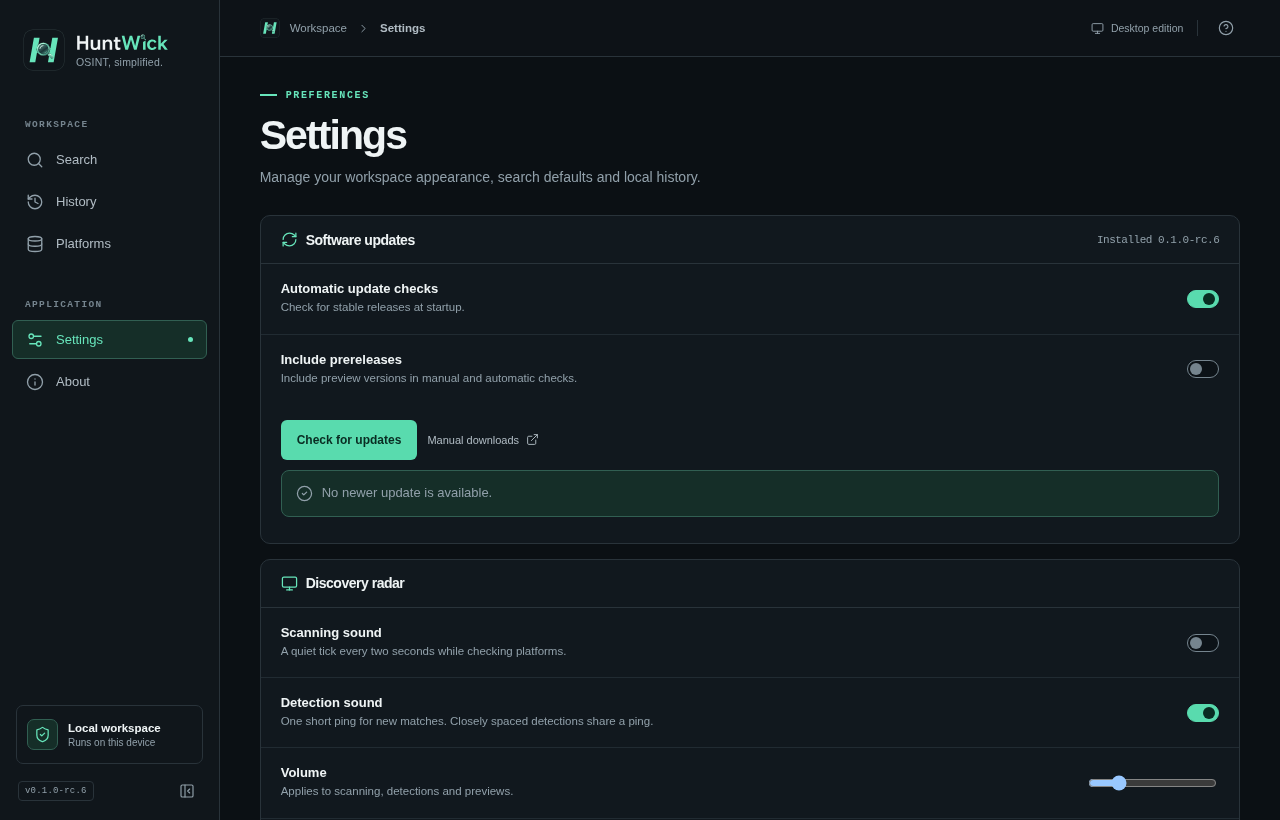 HuntWick
OSINT, simplified.
WORKSPACE
Search
History
Platforms
APPLICATION
Settings
About
Local workspace
Runs on this device
v0.1.0-rc.6
Workspace
Settings
Desktop edition
PREFERENCES
Settings
Manage your workspace appearance, search defaults and local history.
Software updates
Installed 0.1.0-rc.6
Automatic update checks
Check for stable releases at startup.
Include prereleases
Include preview versions in manual and automatic checks.
Check for updates
Manual downloads
No newer update is available.
Discovery radar
Scanning sound
A quiet tick every two seconds while checking platforms.
Detection sound
One short ping for new matches. Closely spaced detections share a ping.
Volume
Applies to scanning, detections and previews.